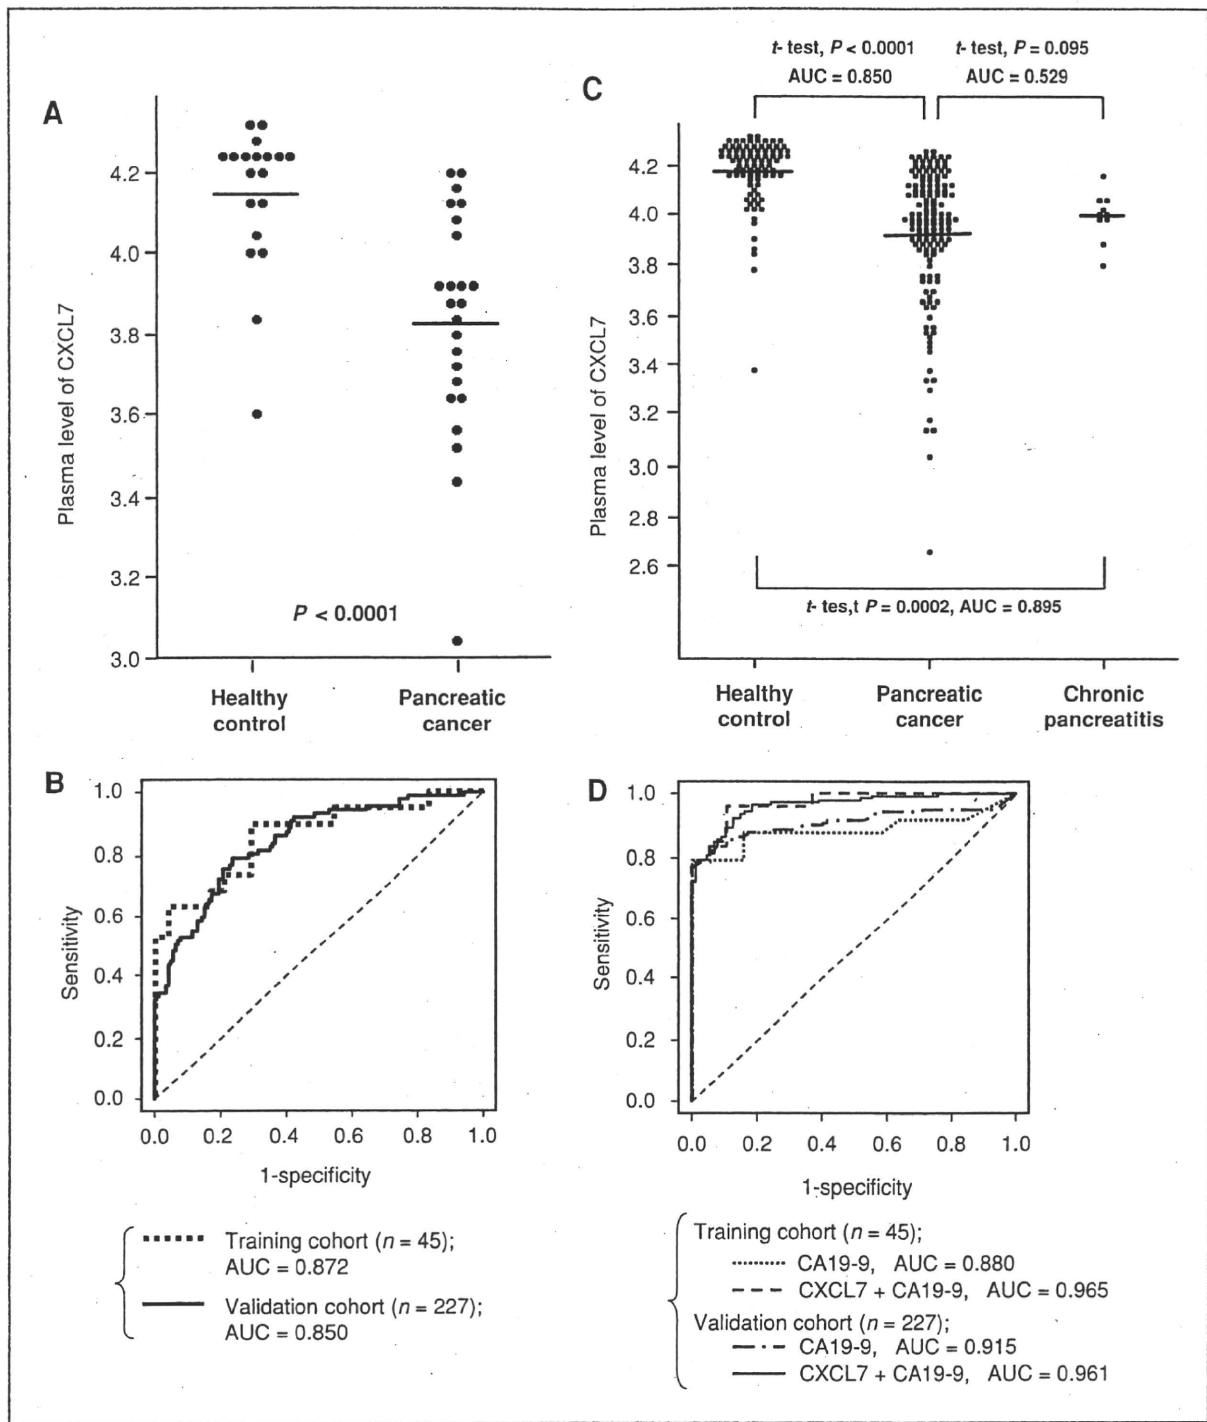 A
4.2
4.0
3.8
3.6
3.4
3.2
3.0
Plasma level of CXCL7
P < 0.0001
Healthy
control
Pancreatic
cancer
C
t- test, P < 0.0001
AUC = 0.850
t- test, P = 0.095
AUC = 0.529
4.2
4.0
3.8
3.6
3.4
3.2
3.0
2.8
2.6
Plasma level of CXCL7
t- tes,t P = 0.0002, AUC = 0.895
Healthy
control
Pancreatic
cancer
Chronic
pancreatitis
B
1.0
0.8
0.6
0.4
0.2
0.0
Sensitivity
0.0 0.2 0.4 0.6 0.8 1.0
1-specificity
Training cohort (n = 45);
AUC = 0.872
Validation cohort (n = 227);
AUC = 0.850
D
1.0
0.8
0.6
0.4
0.2
0.0
Sensitivity
0.0 0.2 0.4 0.6 0.8 1.0
1-specificity
Training cohort (n = 45);
CA19-9, AUC = 0.880
CXCL7 + CA19-9, AUC = 0.965
Validation cohort (n = 227);
CA19-9, AUC = 0.915
CXCL7 + CA19-9, AUC = 0.961